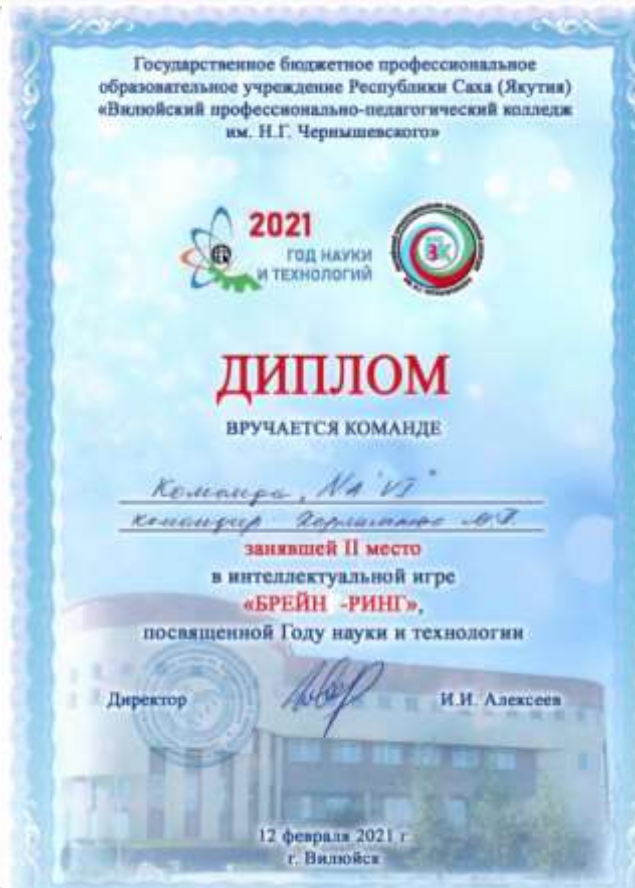 Государственное бюджетное профессиональное
образовательное учреждение Республики Саха (Якутия)
«Вилюйский профессионально-педагогический колледж
им. Н.Г. Чернышевского»
2021
ГОД НАУКИ
И ТЕХНОЛОГИЙ
ДИПЛОМ
ВРУЧАЕТСЯ КОМАНДЕ
Команда "NA'VI"
командир
занявшей II место
в интеллектуальной игре
«БРЕЙН -РИНГ»,
посвященной Году науки и технологии
Директор И.И. Алексеев
12 февраля 2021 г
г. Вилюйск